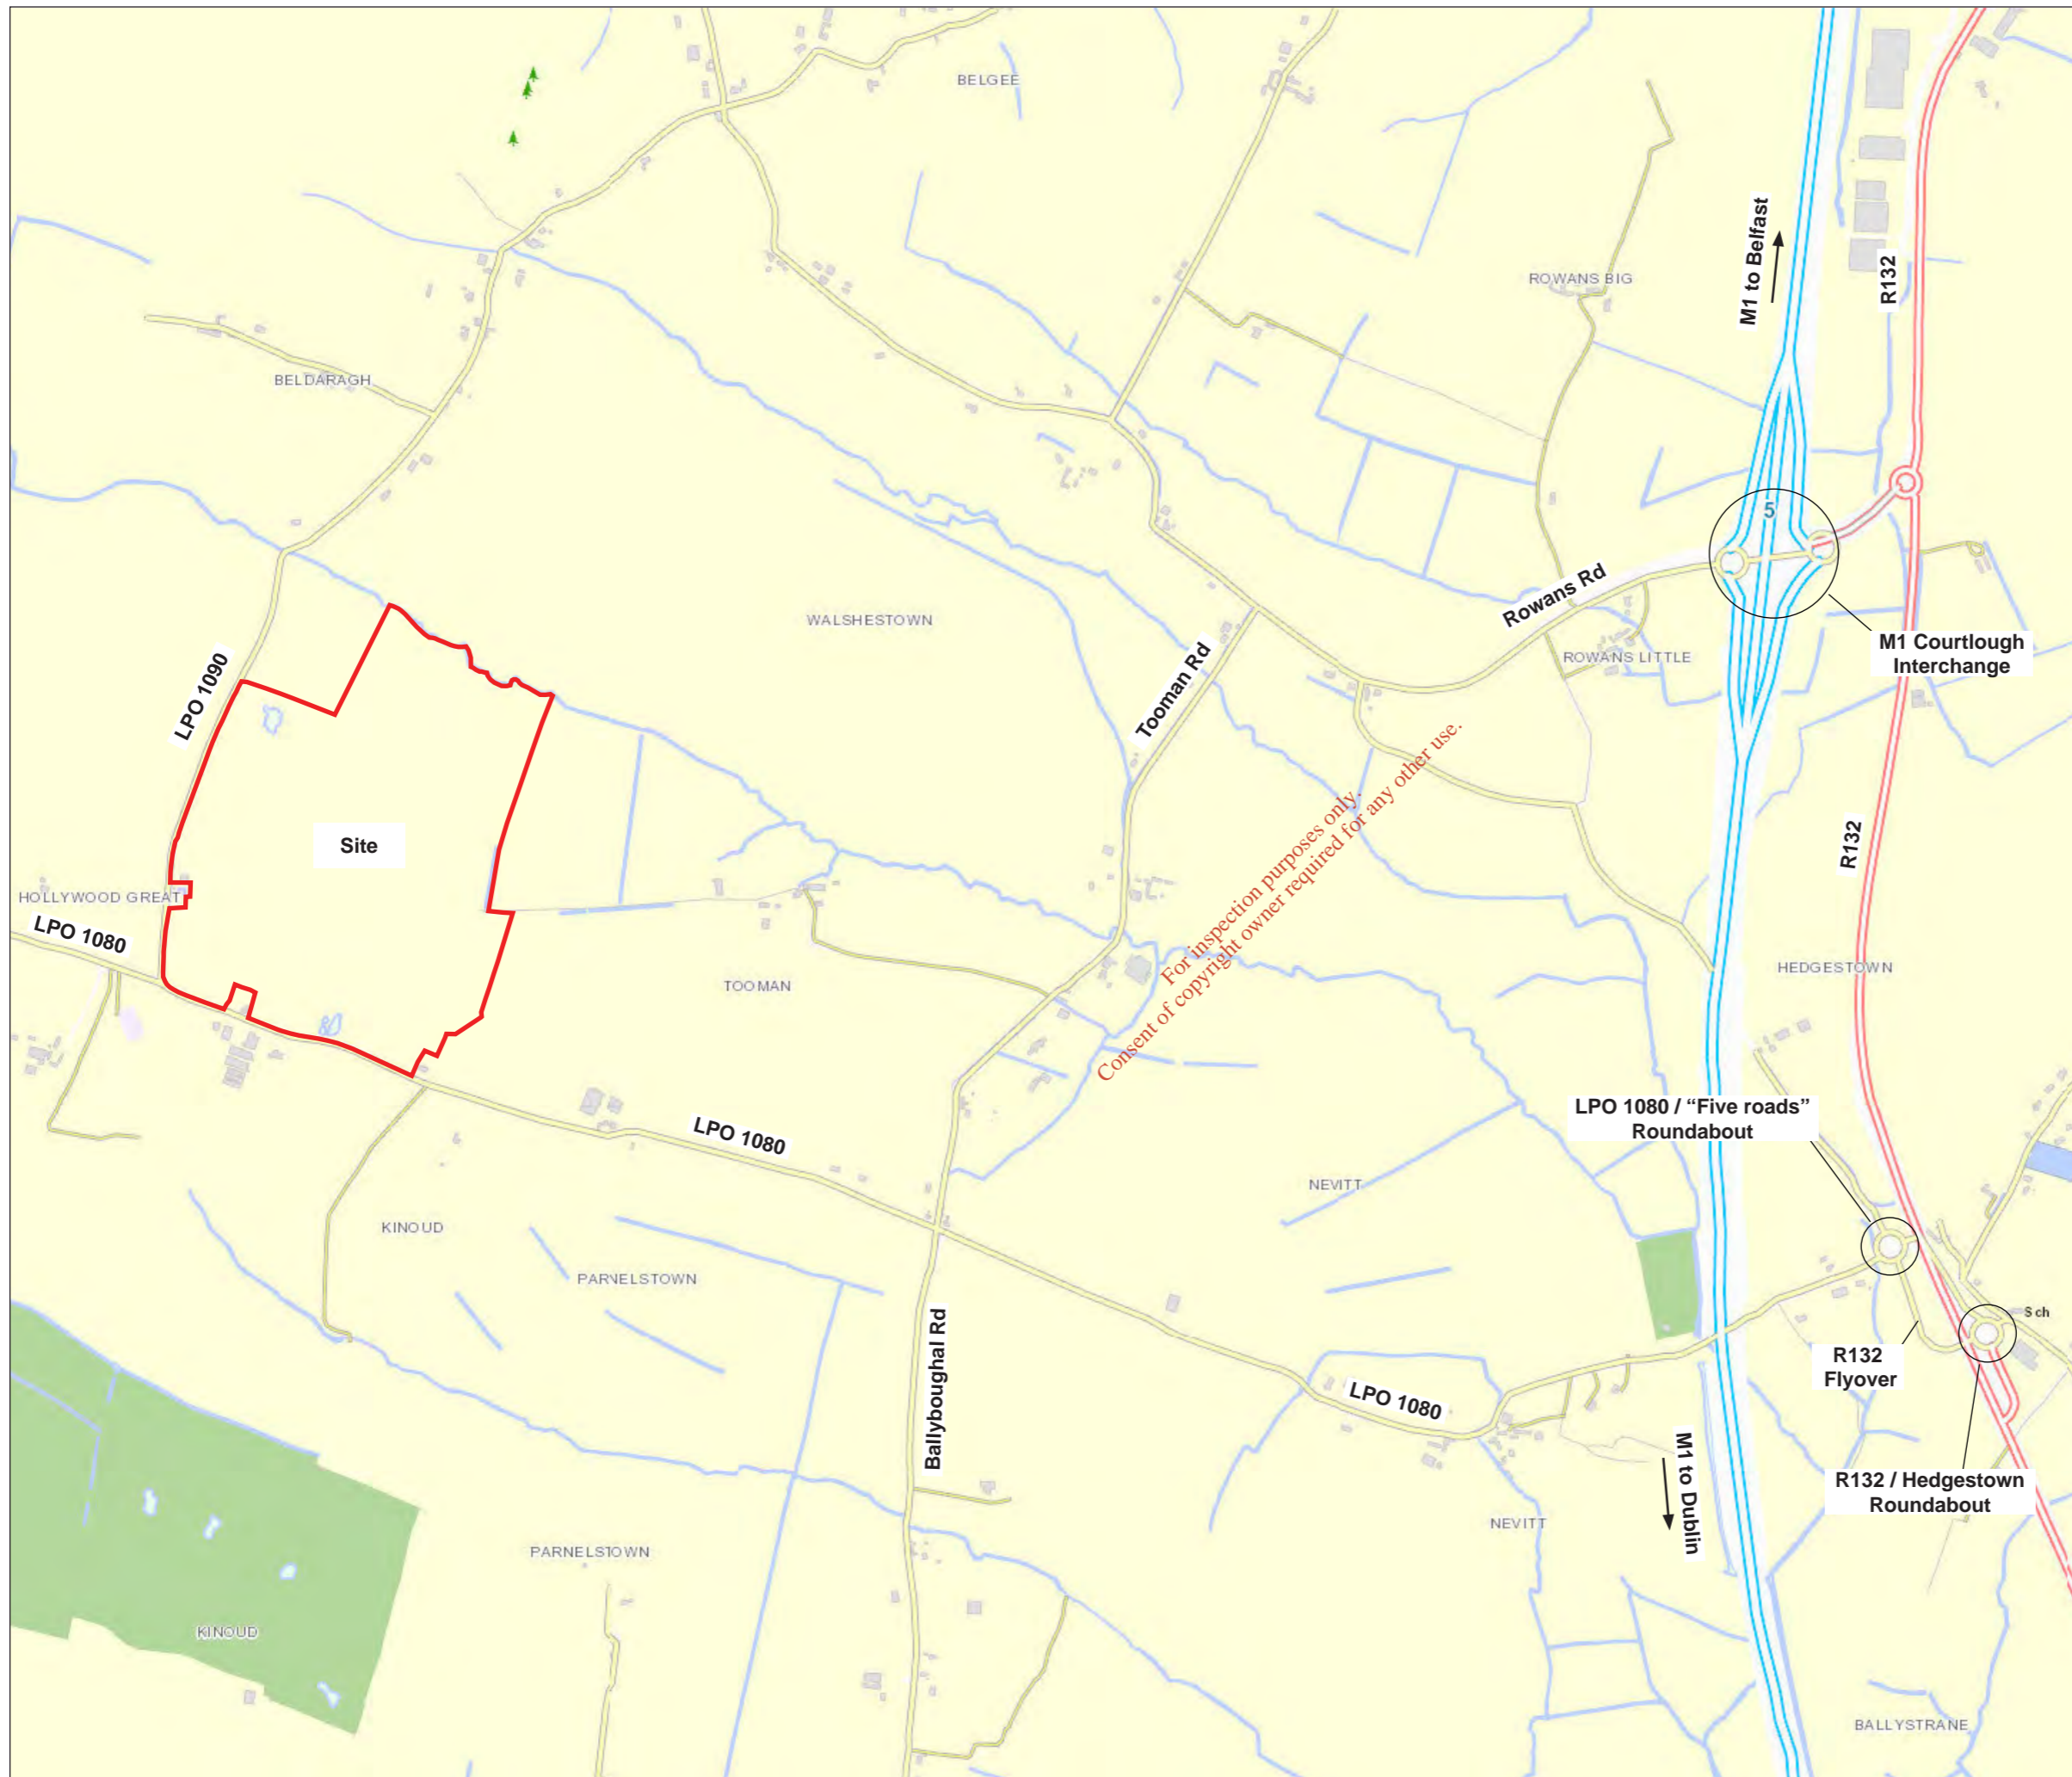 BELGEE
M1 to Belfast
R132
ROWANS BIG
BELDARAGH
5
Rowans Rd
WALSHESTOWN
M1 Courtlough
Interchange
ROWANS LITTLE
LPO 1090
Tooman Rd
For inspection purposes only.
Consent of copyright owner required for any other use.
Site
R132
HOLLYWOOD GREAT
LPO 1080
HEDGESTOWN
TOOMAN
LPO 1080 / “Five roads”
Roundabout
LPO 1080
NEVITT
KINOUD
PARNELSTOWN
Sch
Ballyboughal Rd
R132
Flyover
LPO 1080
M1 to Dublin
R132 / Hedgestown
Roundabout
NEVITT
PARNELSTOWN
KINOUD
BALLYSTRANE